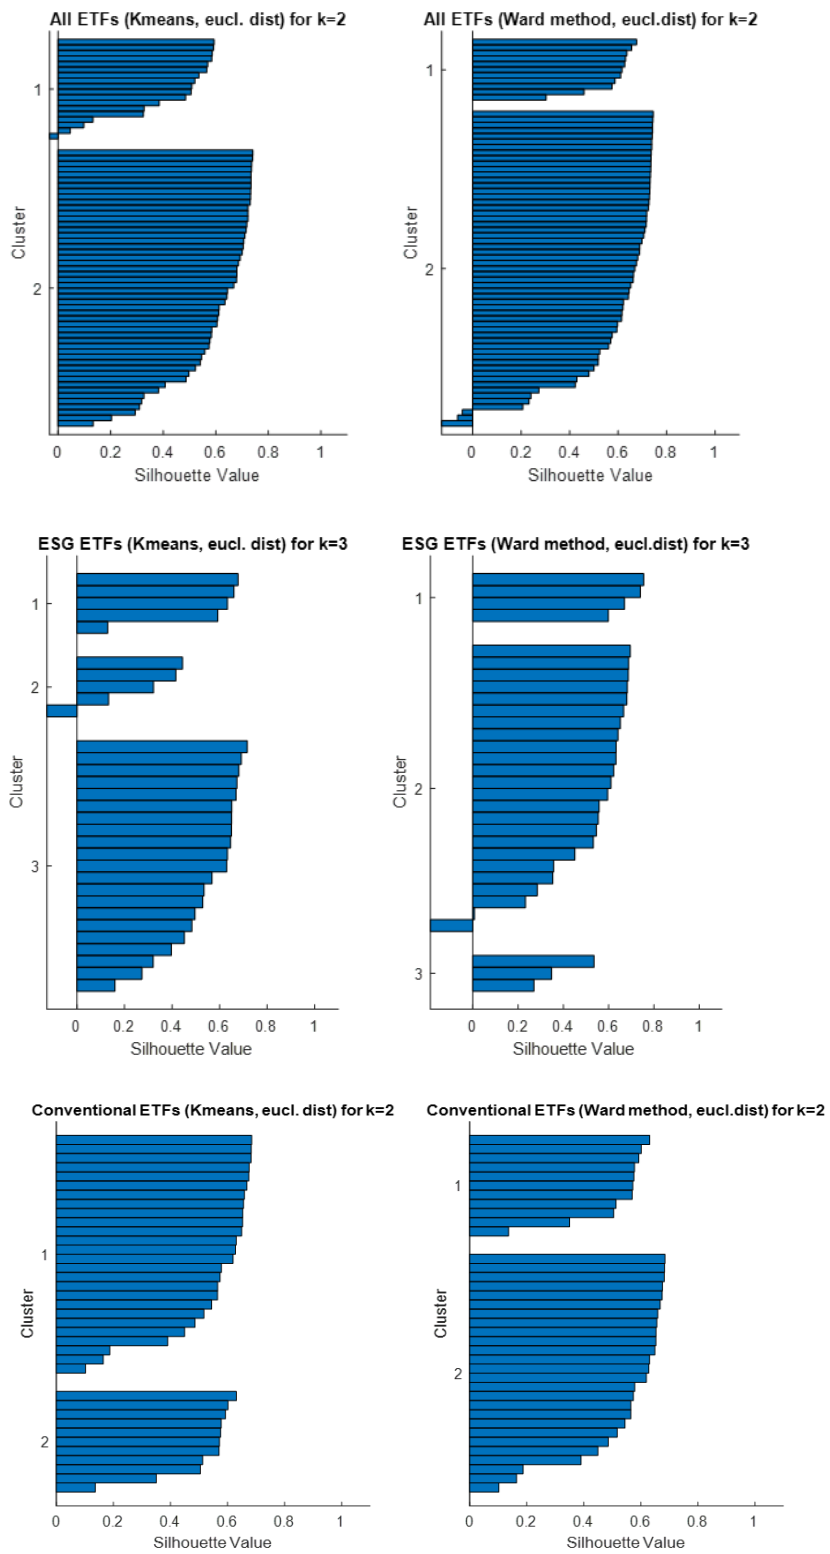 All ETFs (Kmeans, eucl. dist) for k=2
1
2
Cluster
0 0.2 0.4 0.6 0.8 1
Silhouette Value
All ETFs (Ward method, eucl.dist) for k=2
1
2
Cluster
0 0.2 0.4 0.6 0.8 1
Silhouette Value
ESG ETFs (Kmeans, eucl. dist) for k=3
1
2
3
Cluster
0 0.2 0.4 0.6 0.8 1
Silhouette Value
ESG ETFs (Ward method, eucl.dist) for k=3
1
2
3
Cluster
0 0.2 0.4 0.6 0.8 1
Silhouette Value
Conventional ETFs (Kmeans, eucl. dist) for k=2
1
2
Cluster
0 0.2 0.4 0.6 0.8 1
Silhouette Value
Conventional ETFs (Ward method, eucl.dist) for k=2
1
2
Cluster
0 0.2 0.4 0.6 0.8 1
Silhouette Value